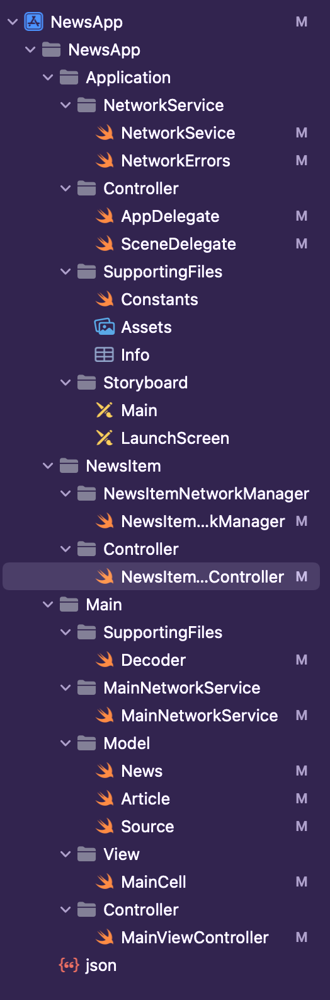 NewsApp M
NewsApp
Application
NetworkService
NetworkSevice M
NetworkErrors M
Controller
AppDelegate M
SceneDelegate M
SupportingFiles
Constants
Assets
Info
Storyboard
Main
LaunchScreen
NewsItem
NewsItemNetworkManager
NewsItem...kManager M
Controller
NewsItem...Controller M
Main
SupportingFiles
Decoder M
MainNetworkService
MainNetworkService M
Model
News M
Article M
Source M
View
MainCell M
Controller
MainViewController M
json